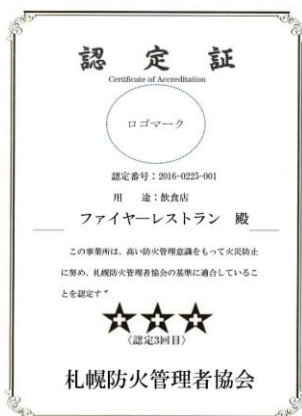 認定証
Certificate of Accreditation
ロゴマーク
認定番号：2016-0225-001
用　途：飲食店
ファイヤーレストラン　殿
この事業所は、高い防火管理意識をもって火災防止
に努め、札幌防火管理者協会の基準に適合しているこ
とを認定す
〈認定3回目〉
札幌防火管理者協会